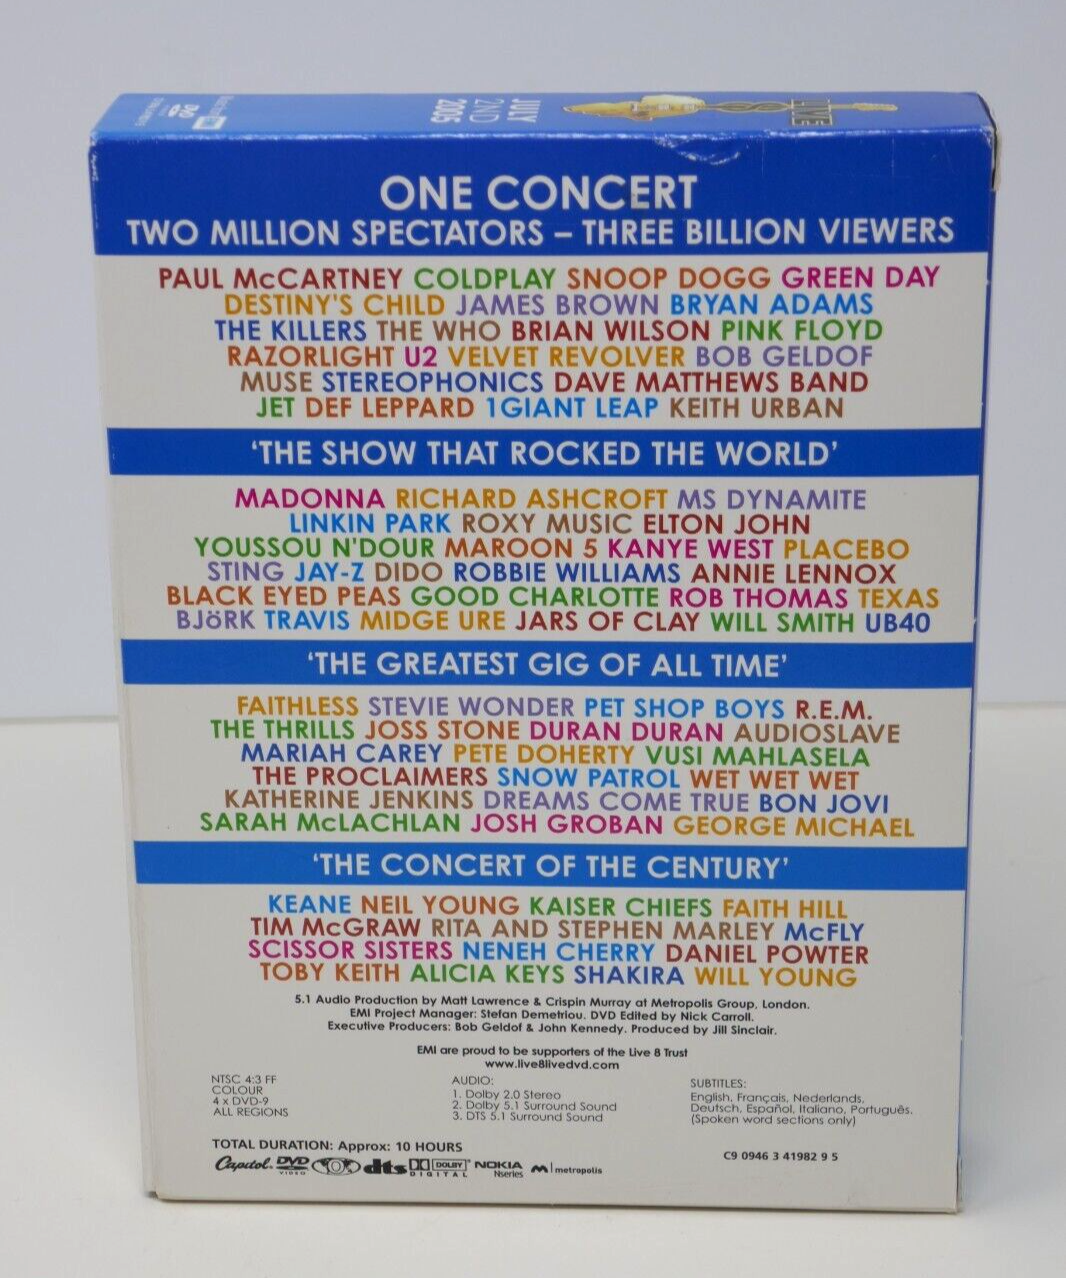 JULY
2ND
2005
LIVE
8
ONE CONCERT
TWO MILLION SPECTATORS – THREE BILLION VIEWERS
PAUL McCARTNEY COLDPLAY SNOOP DOGG GREEN DAY
DESTINY'S CHILD JAMES BROWN BRYAN ADAMS
THE KILLERS THE WHO BRIAN WILSON PINK FLOYD
RAZORLIGHT U2 VELVET REVOLVER BOB GELDOF
MUSE STEREOPHONICS DAVE MATTHEWS BAND
JET DEF LEPPARD 1GIANT LEAP KEITH URBAN
'THE SHOW THAT ROCKED THE WORLD'
MADONNA RICHARD ASHCROFT MS DYNAMITE
LINKIN PARK ROXY MUSIC ELTON JOHN
YOUSSOU N'DOUR MAROON 5 KANYE WEST PLACEBO
STING JAY-Z DIDO ROBBIE WILLIAMS ANNIE LENNOX
BLACK EYED PEAS GOOD CHARLOTTE ROB THOMAS TEXAS
BJöRK TRAVIS MIDGE URE JARS OF CLAY WILL SMITH UB40
'THE GREATEST GIG OF ALL TIME'
FAITHLESS STEVIE WONDER PET SHOP BOYS R.E.M.
THE THRILLS JOSS STONE DURAN DURAN AUDIOSLAVE
MARIAH CAREY PETE DOHERTY VUSI MAHLASELA
THE PROCLAIMERS SNOW PATROL WET WET WET
KATHERINE JENKINS DREAMS COME TRUE BON JOVI
SARAH McLACHLAN JOSH GROBAN GEORGE MICHAEL
'THE CONCERT OF THE CENTURY'
KEANE NEIL YOUNG KAISER CHIEFS FAITH HILL
TIM McGRAW RITA AND STEPHEN MARLEY McFLY
SCISSOR SISTERS NENEH CHERRY DANIEL POWTER
TOBY KEITH ALICIA KEYS SHAKIRA WILL YOUNG
5.1 Audio Production by Matt Lawrence & Crispin Murray at Metropolis Group, London.
EMI Project Manager: Stefan Demetriou. DVD Edited by Nick Carroll.
Executive Producers: Bob Geldof & John Kennedy. Produced by Jill Sinclair.
EMI are proud to be supporters of the Live 8 Trust
www.live8livedvd.com
NTSC 4:3 FF
COLOUR
4 x DVD-9
ALL REGIONS
AUDIO:
1. Dolby 2.0 Stereo
2. Dolby 5.1 Surround Sound
3. DTS 5.1 Surround Sound
SUBTITLES:
English, Français, Nederlands,
Deutsch, Español, Italiano, Português.
(Spoken word sections only)
TOTAL DURATION: Approx: 10 HOURS
C9 0946 3 41982 9 5
Capitol. DVD VIDEO dts DOLBY DIGITAL NOKIA Nseries M metropolis